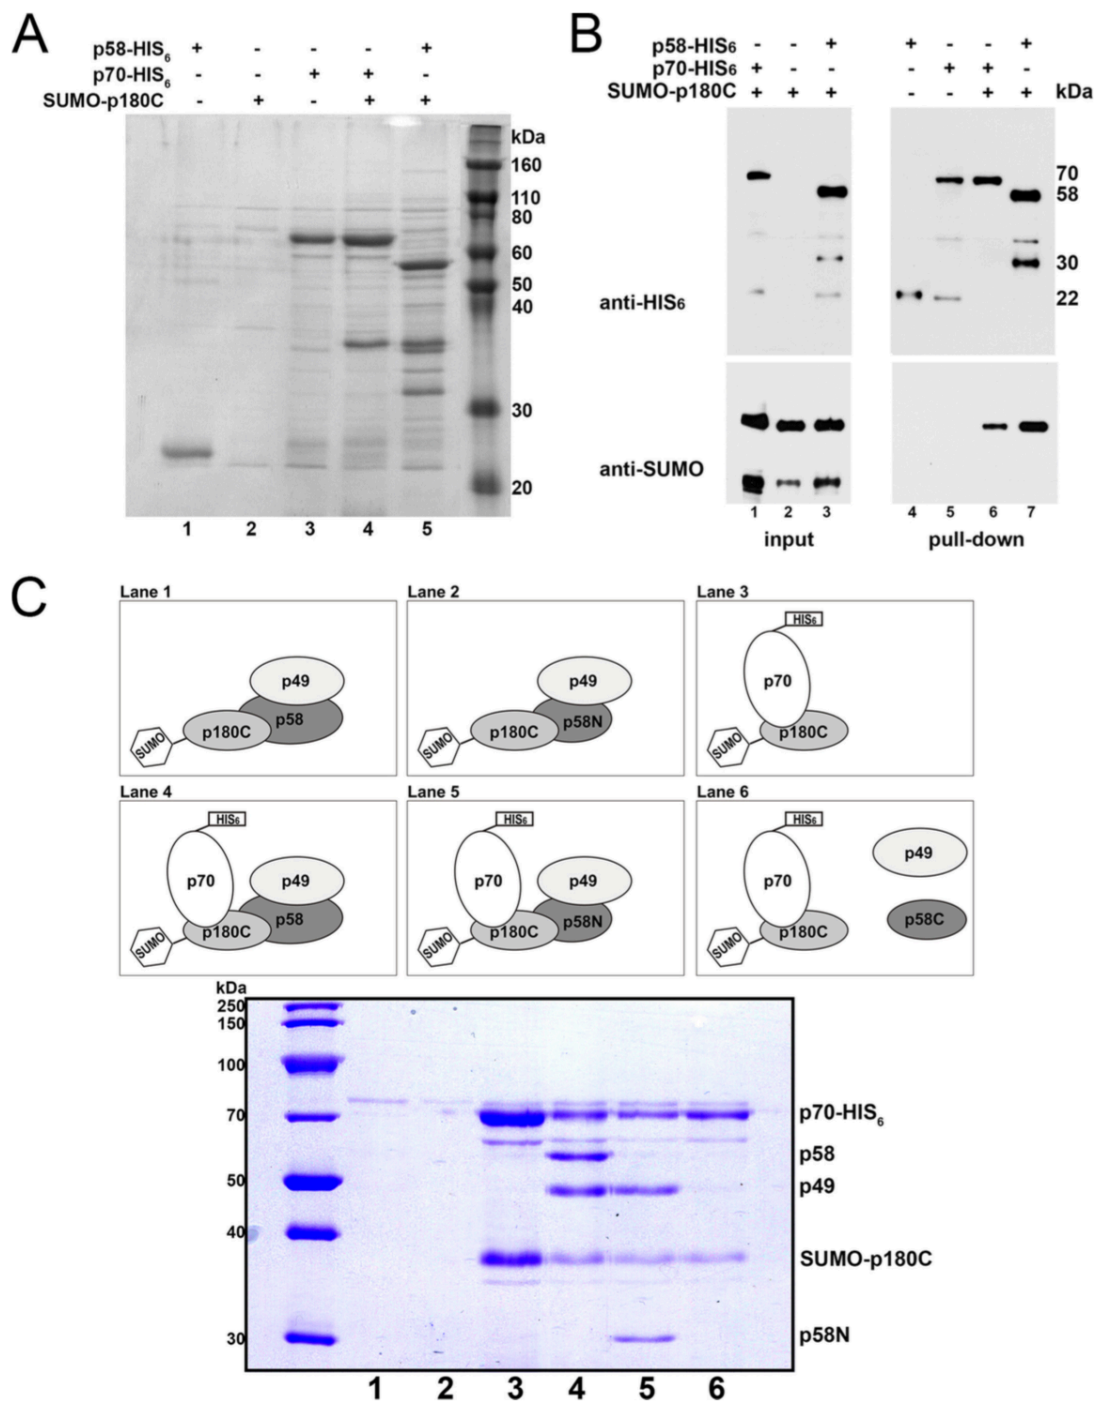 A
p58-HIS6 + - - - +
p70-HIS6 - - + + -
SUMO-p180C - + - + +
kDa
160
110
80
60
50
40
30
20
1 2 3 4 5
B
p58-HIS6 - - + + - - +
p70-HIS6 + - - - + + -
SUMO-p180C + + + - - + + kDa
70
58
30
22
anti-HIS6
anti-SUMO
1 2 3 4 5 6 7
input pull-down
C
Lane 1
p49
p58
p180C
SUMO
Lane 2
p49
p58N
p180C
SUMO
Lane 3
HIS6
p70
p180C
SUMO
Lane 4
HIS6
p70
p49
p58
p180C
SUMO
Lane 5
HIS6
p70
p49
p58N
p180C
SUMO
Lane 6
HIS6
p70
p49
p58C
p180C
SUMO
kDa
250
150
100
70
50
40
30
p70-HIS6
p58
p49
SUMO-p180C
p58N
1 2 3 4 5 6